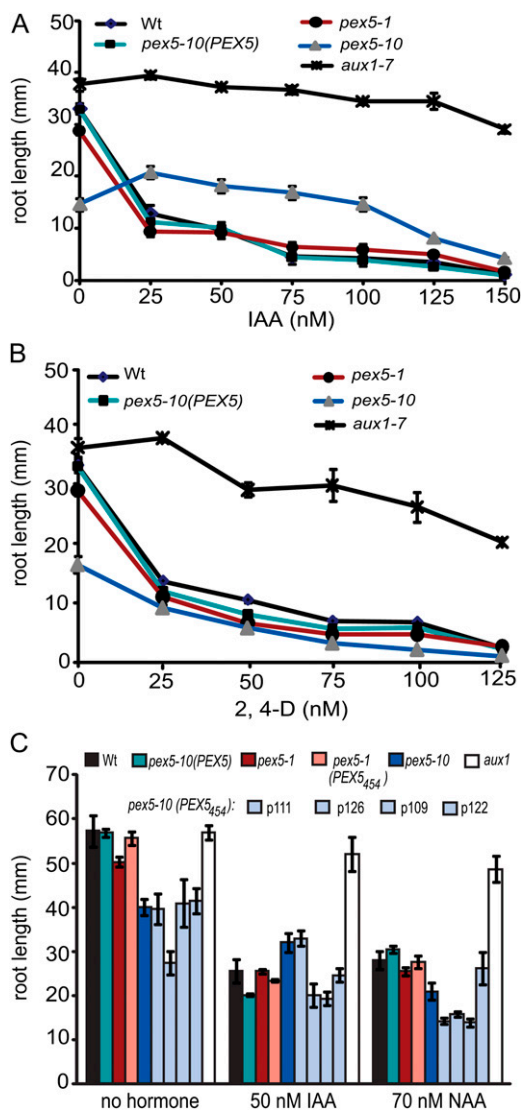 A
Wt
pex5-1
pex5-10(PEX5)
pex5-10
aux1-7
root length (mm)
50
40
30
20
10
0
0 25 50 75 100 125 150
IAA (nM)
B
Wt
pex5-1
pex5-10(PEX5)
pex5-10
aux1-7
root length (mm)
50
40
30
20
10
0
0 25 50 75 100 125
2, 4-D (nM)
C
Wt pex5-10(PEX5) pex5-1 pex5-1 (PEX5454) pex5-10 aux1
pex5-10 (PEX5454): p111 p126 p109 p122
root length (mm)
70
60
50
40
30
20
10
0
no hormone 50 nM IAA 70 nM NAA